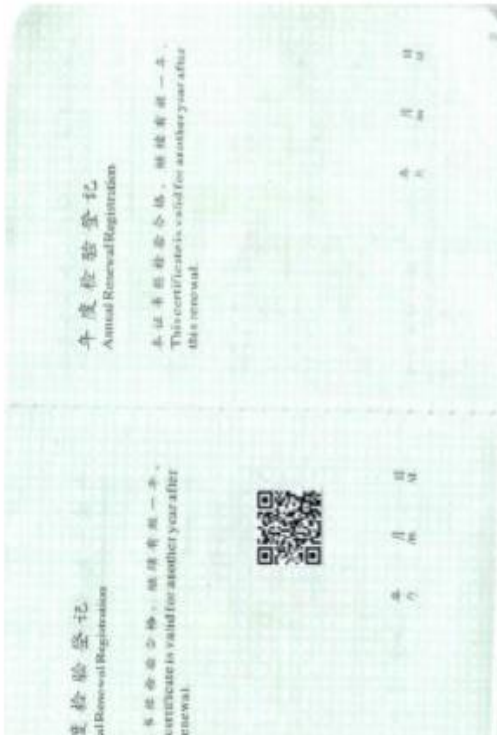 年度检验登记
Annual Renewal Registration
本证书经检验合格，继续有效一年。
This certificate is valid for another year after
this renewal.
年 月 日
y m d
度检验登记
al Renewal Registration
书经检验合格，继续有效一年。
certificate is valid for another year after
enewal.
年 月 日
y m d